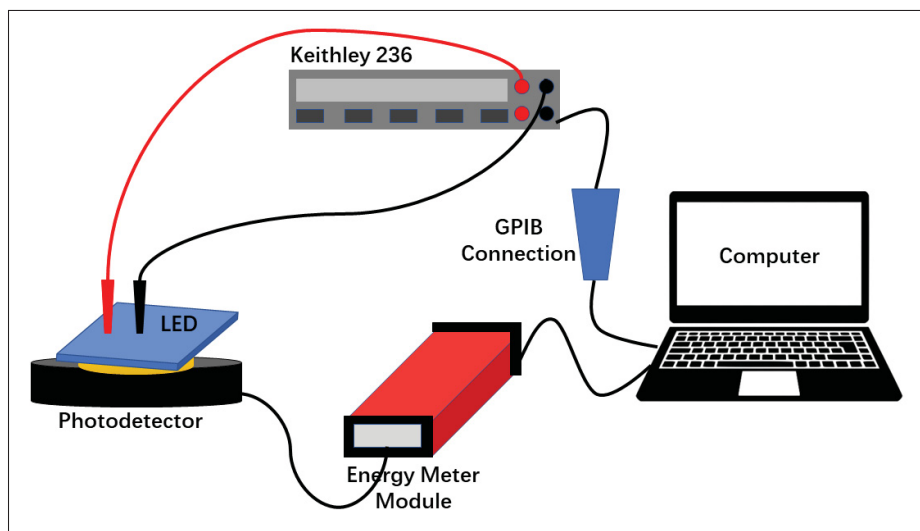 Keithley 236
GPIB
Connection
Computer
LED
Photodetector
Energy Meter
Module